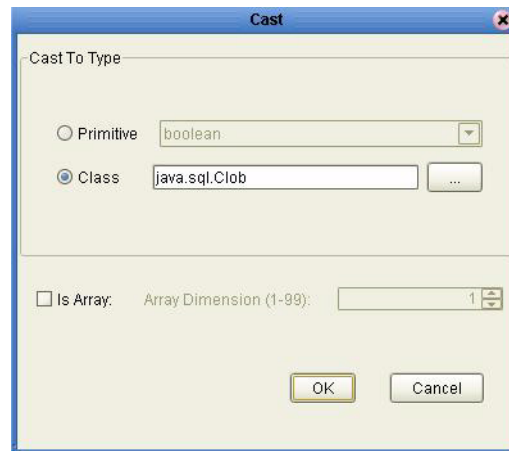 Cast
Cast To Type
Primitive boolean
Class java.sql.Clob ...
Is Array: Array Dimension (1-99): 1
OK Cancel